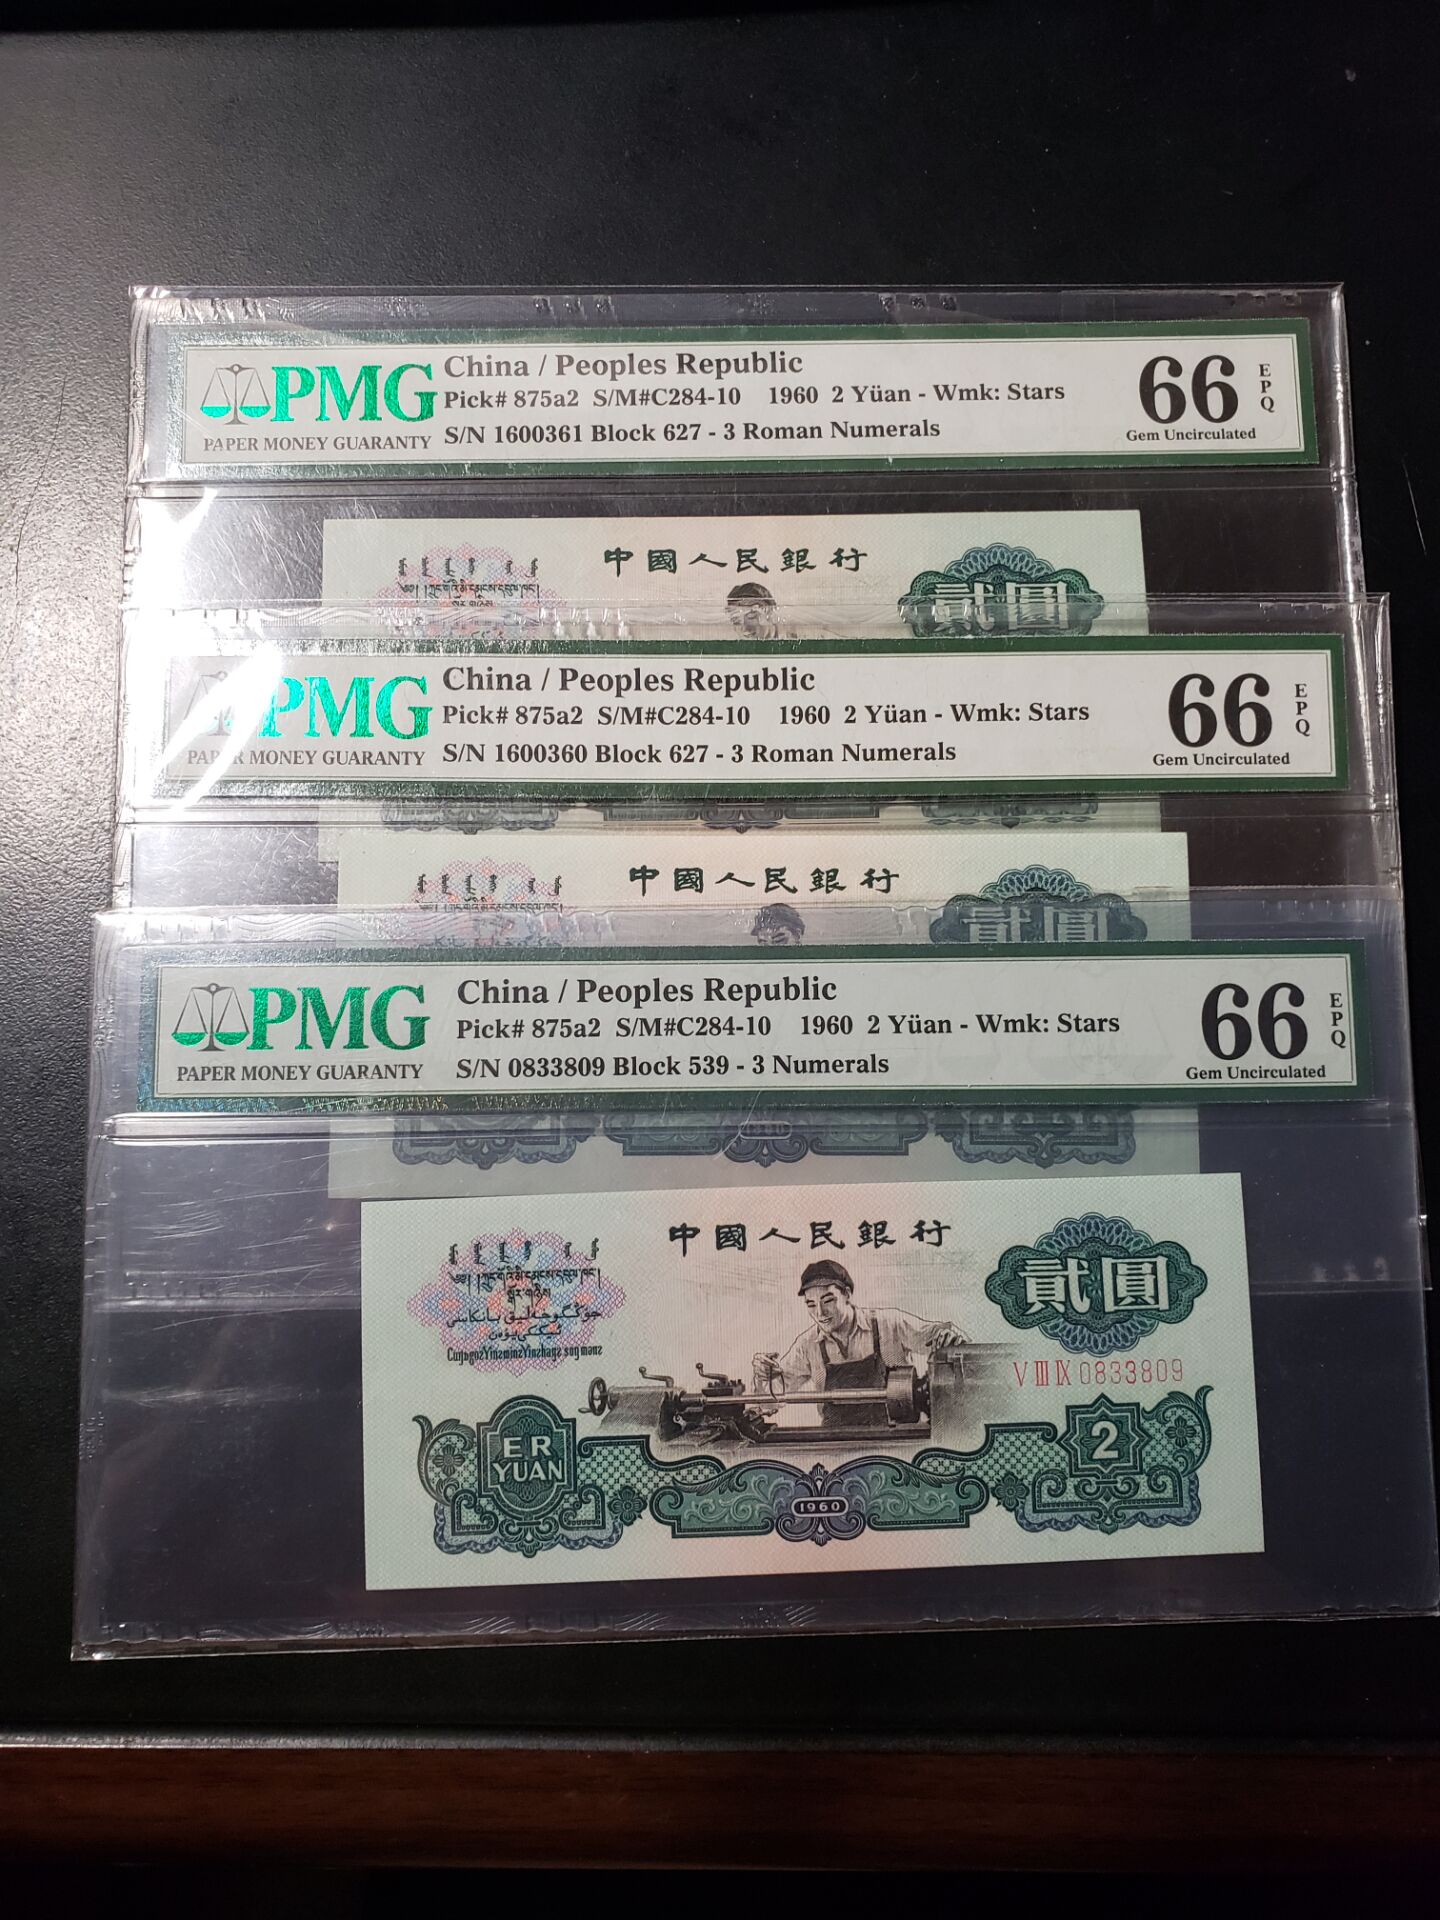 PMG
PAPER MONEY GUARANTY
China / Peoples Republic
Pick# 875a2 S/M#C284-10 1960 2 Yüan - Wmk: Stars
S/N 1600361 Block 627 - 3 Roman Numerals
66
EPQ
Gem Uncirculated
中國人民銀行
貳圓
PMG
PAPER MONEY GUARANTY
China / Peoples Republic
Pick# 875a2 S/M#C284-10 1960 2 Yüan - Wmk: Stars
S/N 1600360 Block 627 - 3 Roman Numerals
66
EPQ
Gem Uncirculated
中國人民銀行
貳圓
PMG
PAPER MONEY GUARANTY
China / Peoples Republic
Pick# 875a2 S/M#C284-10 1960 2 Yüan - Wmk: Stars
S/N 0833809 Block 539 - 3 Numerals
66
EPQ
Gem Uncirculated
中國人民銀行
貳圓
V III IX 0833809
ER
YUAN
2
1960